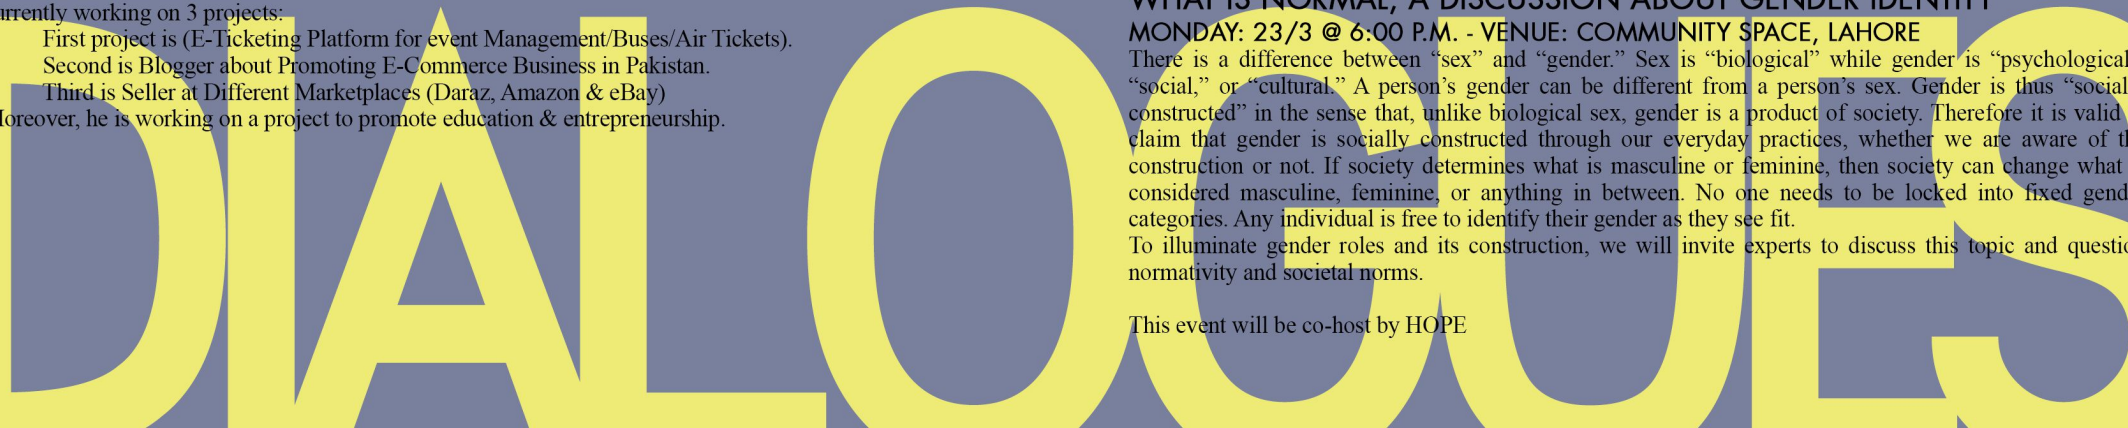 urrently working on 3 projects:
First project is (E-Ticketing Platform for event Management/Buses/Air Tickets).
Second is Blogger about Promoting E-Commerce Business in Pakistan.
Third is Seller at Different Marketplaces (Daraz, Amazon & eBay)
oreover, he is working on a project to promote education & entrepreneurship.
WHAT IS NORMAL, A DISCUSSION ABOUT GENDER IDENTITY
MONDAY: 23/3 @ 6:00 P.M. - VENUE: COMMUNITY SPACE, LAHORE
There is a difference between “sex” and “gender.” Sex is “biological” while gender is “psychological
“social,” or “cultural.” A person’s gender can be different from a person’s sex. Gender is thus “social
constructed” in the sense that, unlike biological sex, gender is a product of society. Therefore it is valid
claim that gender is socially constructed through our everyday practices, whether we are aware of th
construction or not. If society determines what is masculine or feminine, then society can change what
considered masculine, feminine, or anything in between. No one needs to be locked into fixed gend
categories. Any individual is free to identify their gender as they see fit.
To illuminate gender roles and its construction, we will invite experts to discuss this topic and questio
normativity and societal norms.
This event will be co-host by HOPE
DIALOGUES